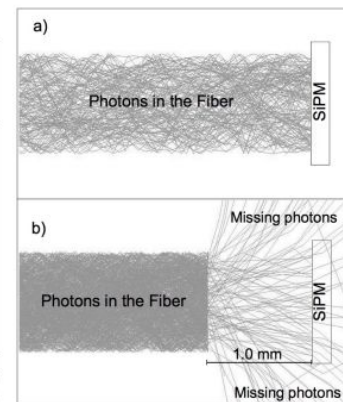 a)
Photons in the Fiber
SiPM
b)
Missing photons
Photons in the Fiber
SiPM
1.0 mm
Missing photons